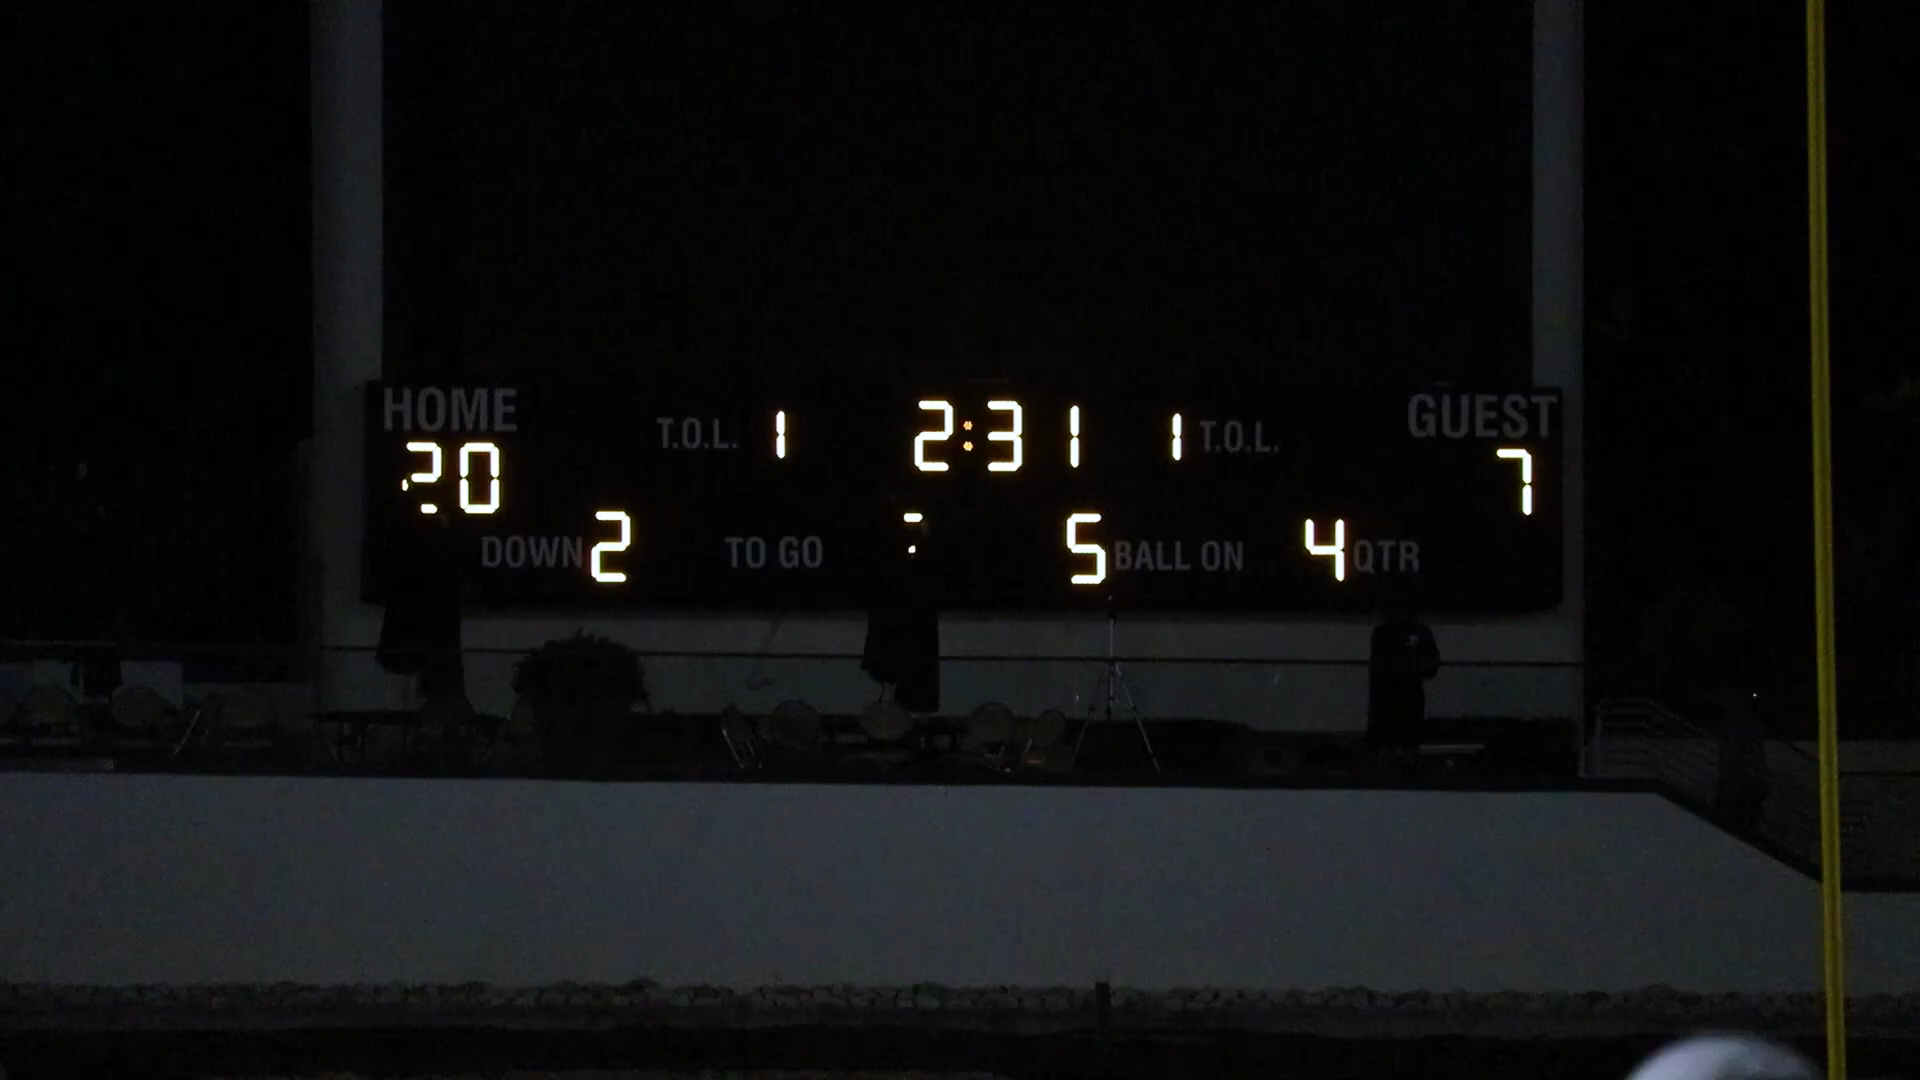 HOME T.O.L. 1 2:31 1 T.O.L. GUEST
20 7
DOWN 2 TO GO 5 BALL ON 4 QTR